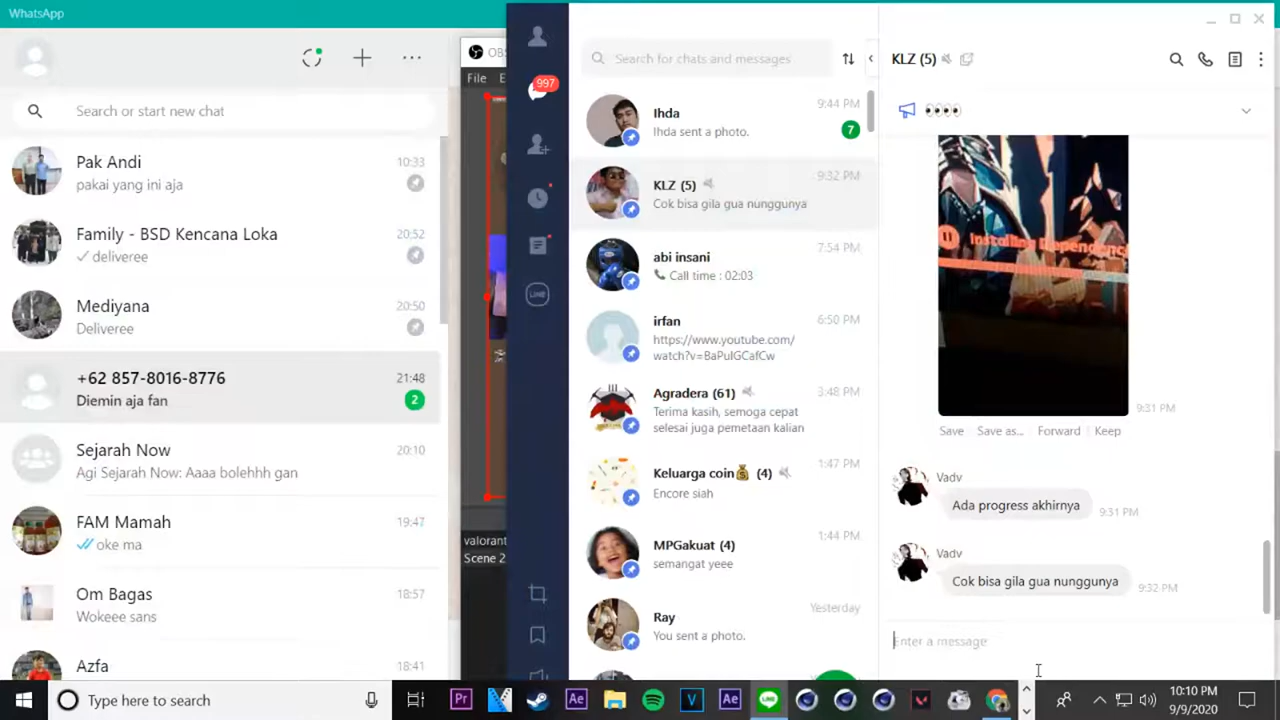 WhatsApp
Search or start new chat
Pak Andi
10:33
pakai yang ini aja
Family - BSD Kencana Loka
20:52
deliveree
Mediyana
20:50
Deliveree
+62 857-8016-8776
21:48
Diemin aja fan
2
Sejarah Now
20:10
Agi Sejarah Now: Aaaa bolehhh gan
FAM Mamah
19:47
oke ma
Om Bagas
18:57
Wokeee sans
Azfa
18:41
OBS
File
E
valorant
Scene 2
997
LINE
Search for chats and messages
Ihda
9:44 PM
Ihda sent a photo.
7
KLZ (5)
9:32 PM
Cok bisa gila gua nunggunya
abi insani
7:54 PM
Call time : 02:03
irfan
6:50 PM
https://www.youtube.com/
watch?v=BaPuIGCafCw
Agradera (61)
3:48 PM
Terima kasih, semoga cepat
selesai juga pemetaan kalian
Keluarga coin💰 (4)
1:47 PM
Encore siah
MPGakuat (4)
1:44 PM
semangat yeee
Ray
Yesterday
You sent a photo.
KLZ (5)
👀👀
Installing Dependenci
9:31 PM
Save
Save as...
Forward
Keep
Vadv
Ada progress akhirnya
9:31 PM
Vadv
Cok bisa gila gua nunggunya
9:32 PM
Enter a message
Type here to search
Pr
Ae
V
Ae
LINE
10:10 PM
9/9/2020